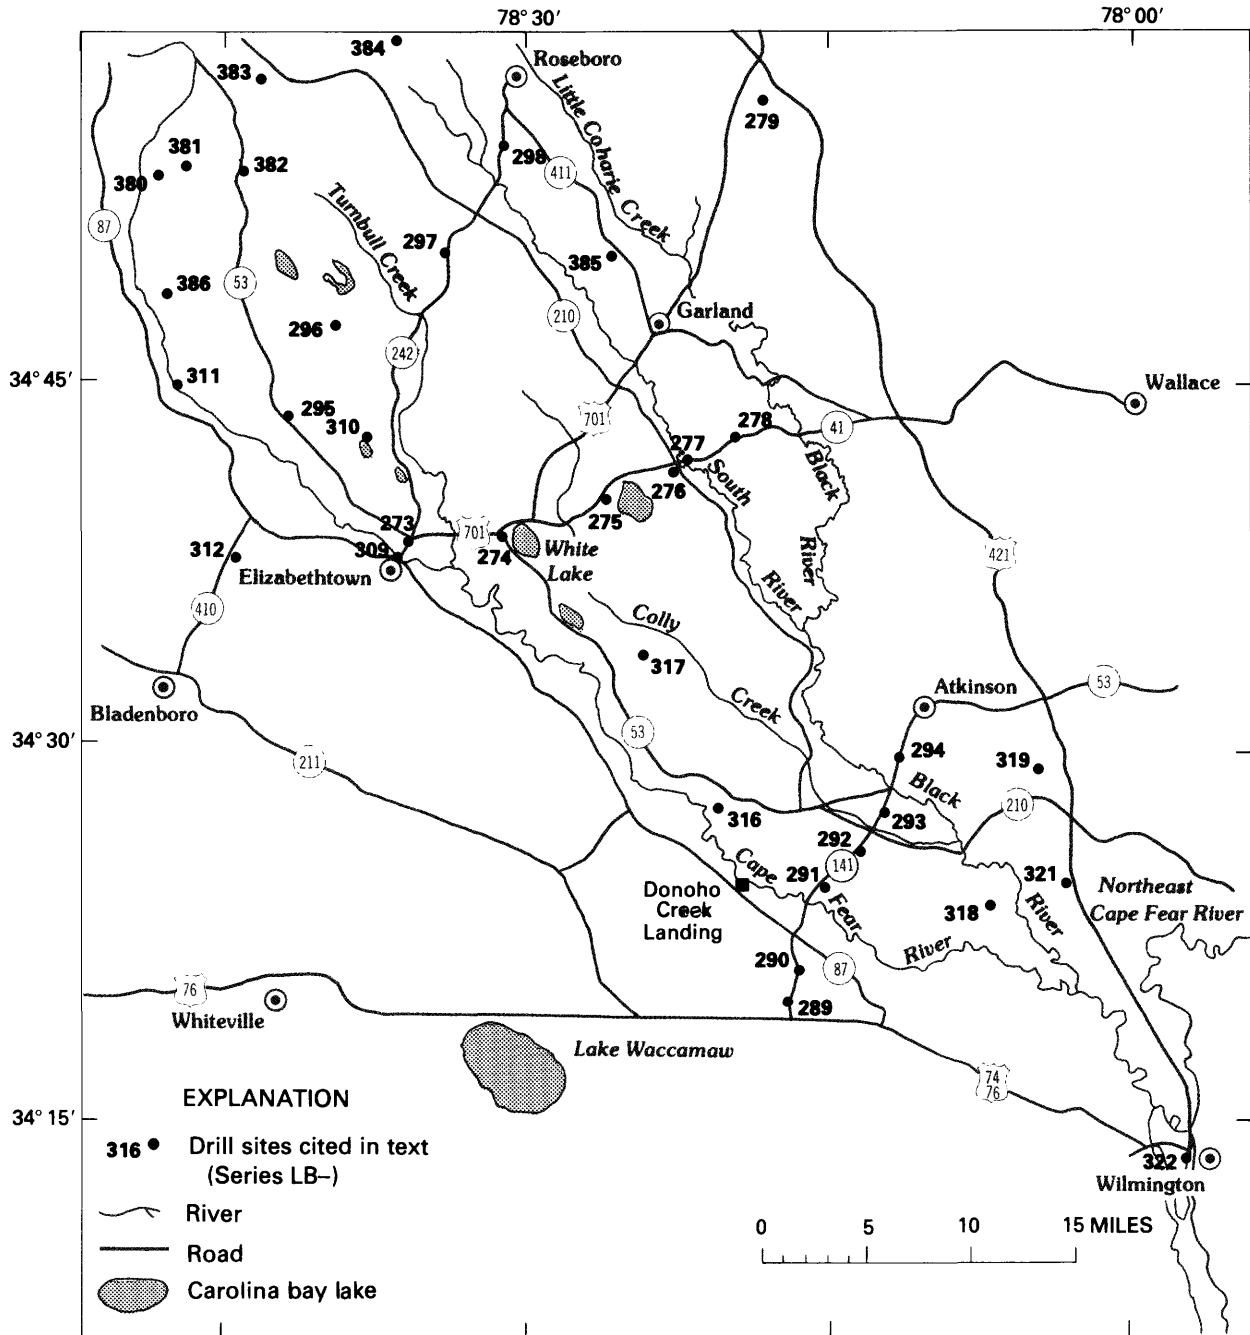 78° 30′
78° 00′
384
Roseboro
383
279
Little Coharie Creek
381
298
382
380
411
Turnbull Creek
87
297
385
386
53
210
Garland
296
242
34° 45′
311
Wallace
295
310
701
278
41
277
South
Black
276
275
273
701
274
White
Lake
309
312
Elizabethtown
River
421
River
410
Colly
317
Atkinson
53
Creek
Bladenboro
34° 30′
53
294
211
319
Black
210
316
293
292
Cape
141
291
Donoho
Creek
Landing
Fear
321
Northeast
Cape Fear River
318
River
River
290
87
76
289
Whiteville
Lake Waccamaw
74
76
EXPLANATION
34° 15′
316
Drill sites cited in text
(Series LB–)
322
Wilmington
River
0 5 10 15 MILES
Road
Carolina bay lake